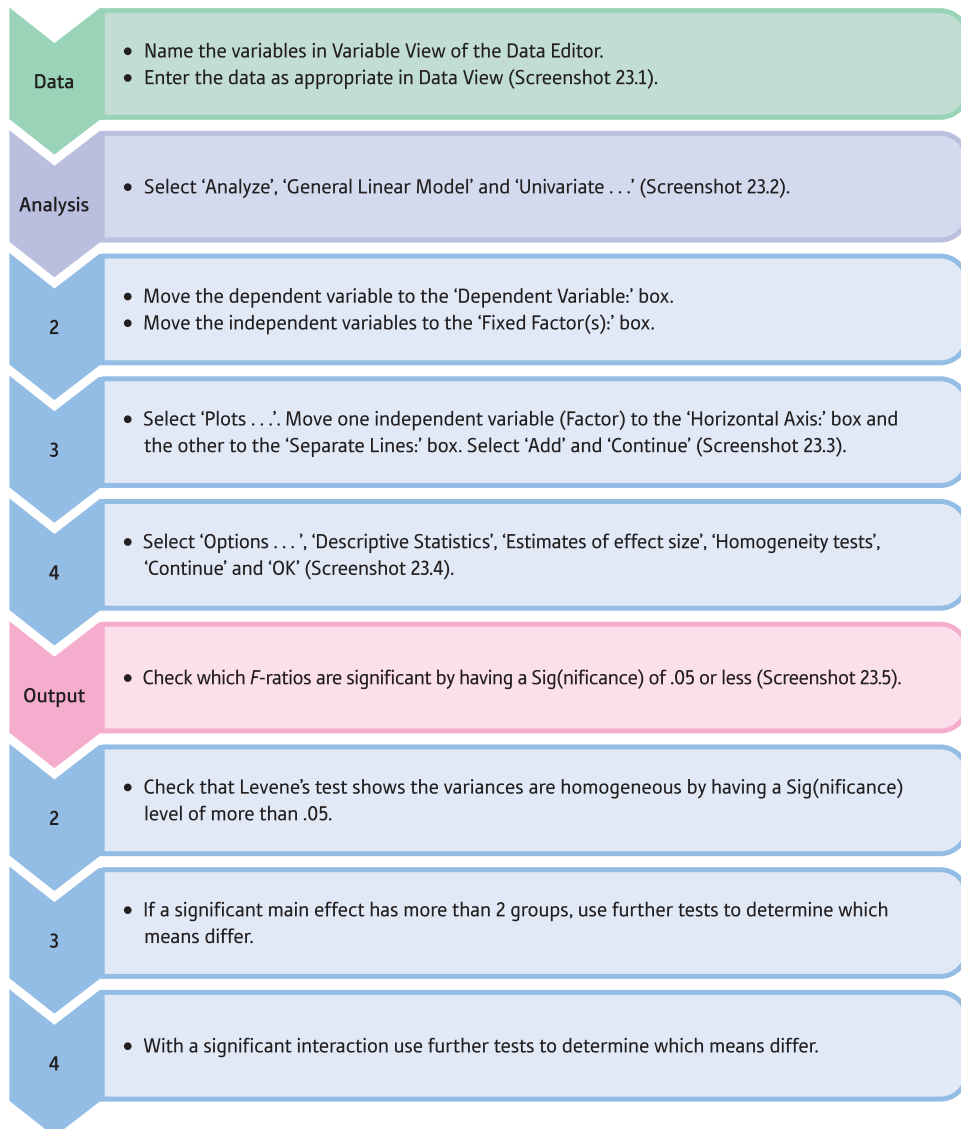 Data
• Name the variables in Variable View of the Data Editor.
• Enter the data as appropriate in Data View (Screenshot 23.1).
Analysis
• Select ‘Analyze’, ‘General Linear Model’ and ‘Univariate . . .’ (Screenshot 23.2).
2
• Move the dependent variable to the ‘Dependent Variable:’ box.
• Move the independent variables to the ‘Fixed Factor(s):’ box.
3
• Select ‘Plots . . .’. Move one independent variable (Factor) to the ‘Horizontal Axis:’ box and
the other to the ‘Separate Lines:’ box. Select ‘Add’ and ‘Continue’ (Screenshot 23.3).
4
• Select ‘Options . . . ’, ‘Descriptive Statistics’, ‘Estimates of effect size’, ‘Homogeneity tests’,
‘Continue’ and ‘OK’ (Screenshot 23.4).
Output
• Check which F-ratios are significant by having a Sig(nificance) of .05 or less (Screenshot 23.5).
2
• Check that Levene’s test shows the variances are homogeneous by having a Sig(nificance)
level of more than .05.
3
• If a significant main effect has more than 2 groups, use further tests to determine which
means differ.
4
• With a significant interaction use further tests to determine which means differ.